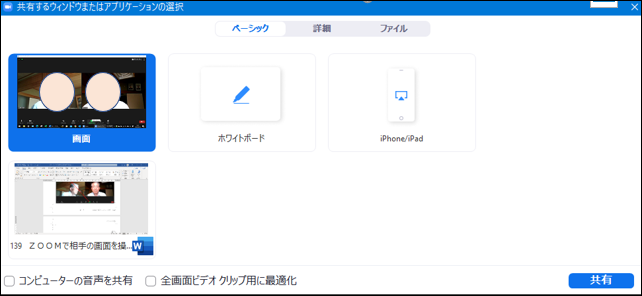 共有するウィンドウまたはアプリケーションの選択
ベーシック
詳細
ファイル
画面
ホワイトボード
iPhone/iPad
139 ZOOMで相手の画面を操...
コンピューターの音声を共有
全画面ビデオ クリップ用に最適化
共有